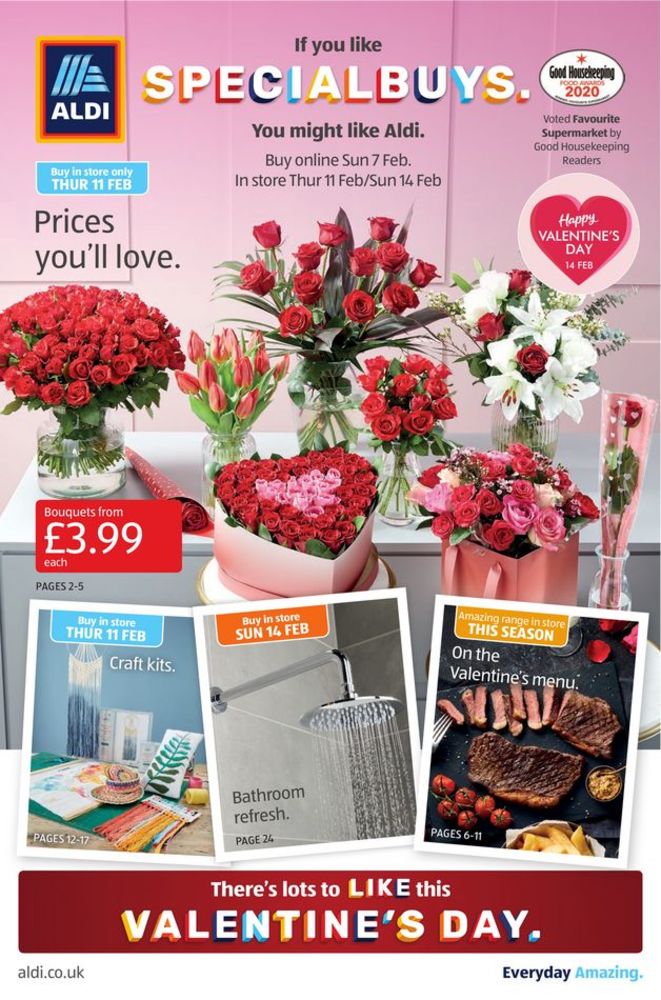 ALDI
If you like
SPECIALBUYS.
You might like Aldi.
Buy online Sun 7 Feb.
In store Thur 11 Feb/Sun 14 Feb
Good Housekeeping
FOOD AWARDS
2020
Voted Favourite
Supermarket by
Good Housekeeping
Readers
Buy in store only
THUR 11 FEB
Prices
you'll love.
Happy
VALENTINE'S
DAY
14 FEB
Bouquets from
£3.99
each
PAGES 2-5
Buy in store
THUR 11 FEB
Craft kits.
PAGES 12-17
Buy in store
SUN 14 FEB
Bathroom
refresh.
PAGE 24
Amazing range in store
THIS SEASON
On the
Valentine's menu.
PAGES 6-11
There's lots to LIKE this
VALENTINE'S DAY.
aldi.co.uk
Everyday Amazing.